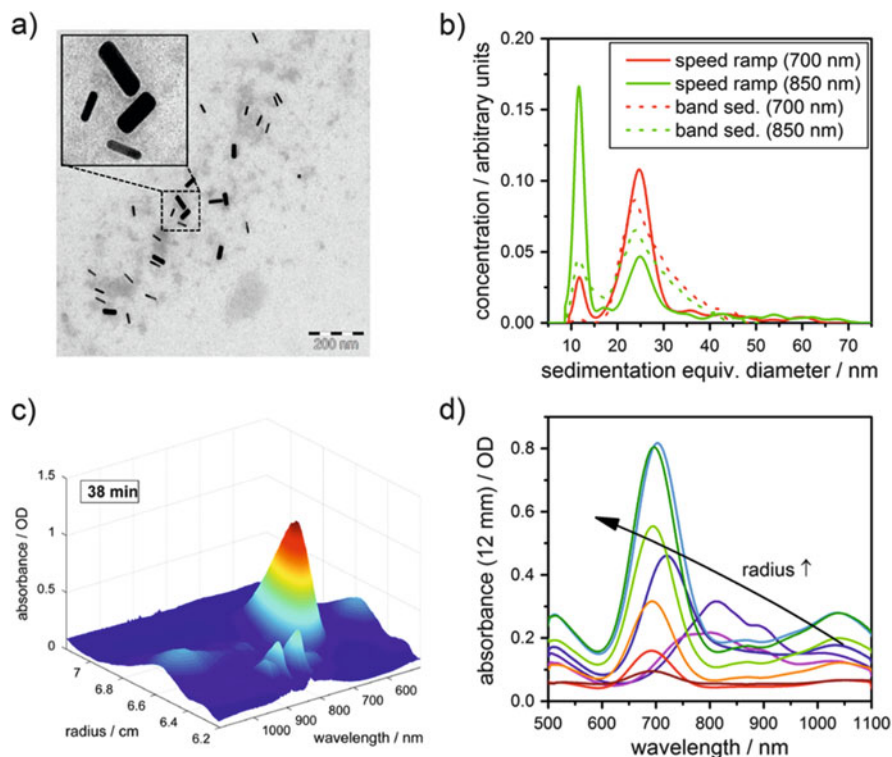 a)
200 nm
b)
0.20
0.15
0.10
0.05
0.00
concentration / arbitrary units
speed ramp (700 nm)
speed ramp (850 nm)
band sed. (700 nm)
band sed. (850 nm)
10 20 30 40 50 60 70
sedimentation equiv. diameter / nm
c)
38 min
1.5
1
0.5
0
absorbance / OD
7
6.8
6.6
6.4
6.2
radius / cm
1000
900
800
700
600
wavelength / nm
d)
0.8
0.6
0.4
0.2
0.0
absorbance (12 mm) / OD
radius ↑
500 600 700 800 900 1000 1100
wavelength / nm